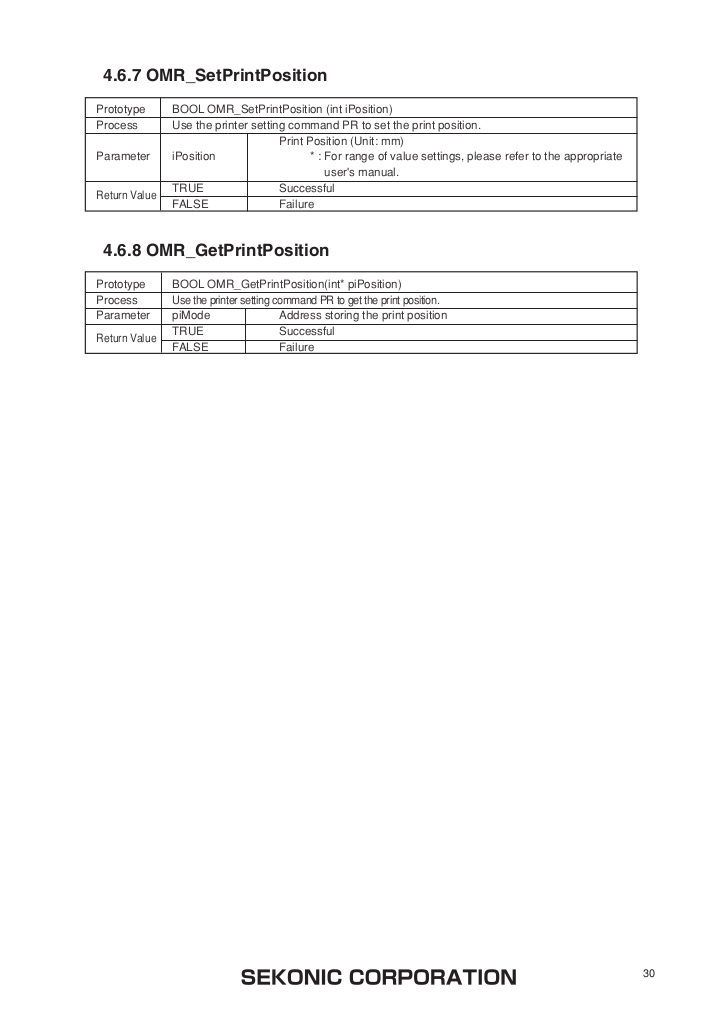 4.6.7 OMR_SetPrintPosition
Prototype BOOL OMR_SetPrintPosition (int iPosition)
Process Use the printer setting command PR to set the print position.
Print Position (Unit: mm)
Parameter iPosition * : For range of value settings, please refer to the appropriate
user's manual.
Return Value TRUE Successful
FALSE Failure
4.6.8 OMR_GetPrintPosition
Prototype BOOL OMR_GetPrintPosition(int* piPosition)
Process Use the printer setting command PR to get the print position.
Parameter piMode Address storing the print position
Return Value TRUE Successful
FALSE Failure
SEKONIC CORPORATION 30